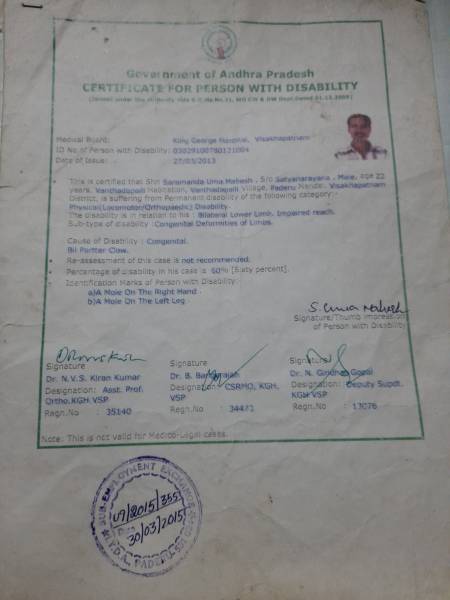 Government of Andhra Pradesh
CERTIFICATE FOR PERSON WITH DISABILITY
Medical Board: King George Hospital, Visakhapatnam
ID No of Person with Disability: 03029100780121004
Date of Issue: 27/03/2013
This is certified that Shri Saramanda Uma Mahesh , S/o Satyanarayana , Male, age 22
years, Vanthadapalli Habitation, Vanthadapalli Village, Paderu Mandal, Visakhapatnam
District, is suffering from Permanent disability of the following category:-
Physical(Locomotor/Orthopaedic) Disability.
The disability is in relation to his : Bilateral Lower Limb, Impaired reach.
Sub-type of disability :Congenital Deformities of Limbs.
Cause of Disability : Congenital.
Re-assessment of this case is not recommended.
Percentage of disability in his case is 60% [Sixty percent].
Identification Marks of Person with Disability:
a)A Mole On The Right Hand
b)A Mole On The Left Leg
S. Uma Mahesh
Signature/Thumb Impression
of Person with Disability
Signature Signature Signature
Dr. N.V.S. Kiran Kumar Dr. B. Dr. N. Gopal
Designation: Asst. Prof. Designation: CSRMO, KGH, Designation: Deputy Supdt.
Ortho.KGH VSP VSP KGH VSP
Regn.No : 35140 Regn.No : Regn.No : 13076
Note: This is not valid for Medico-Legal cases.
SUB-EMPLOYMENT EXCHANGE
30/03/2015